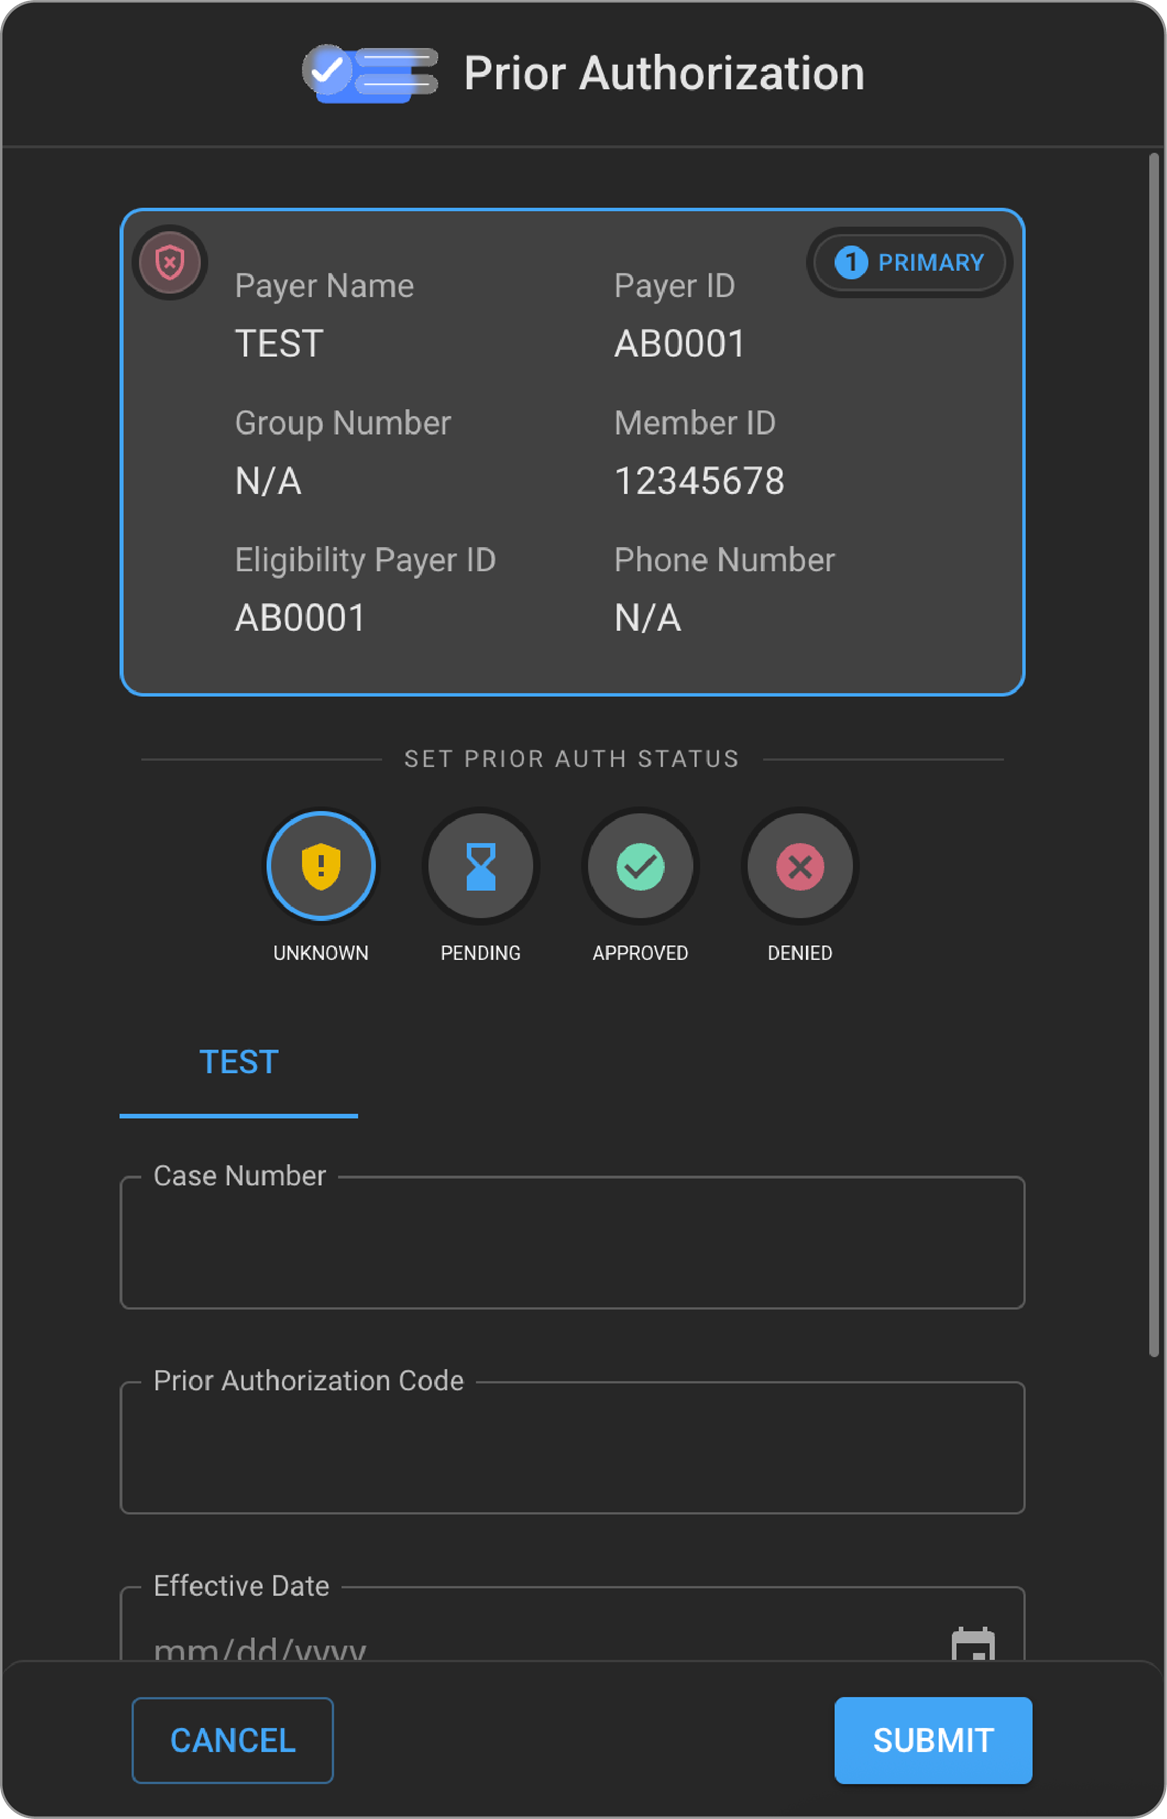 Prior Authorization
1 PRIMARY
Payer Name
Payer ID
TEST
AB0001
Group Number
Member ID
N/A
12345678
Eligibility Payer ID
Phone Number
AB0001
N/A
SET PRIOR AUTH STATUS
UNKNOWN
PENDING
APPROVED
DENIED
TEST
Case Number
Prior Authorization Code
Effective Date
mm/dd/yyyy
CANCEL
SUBMIT